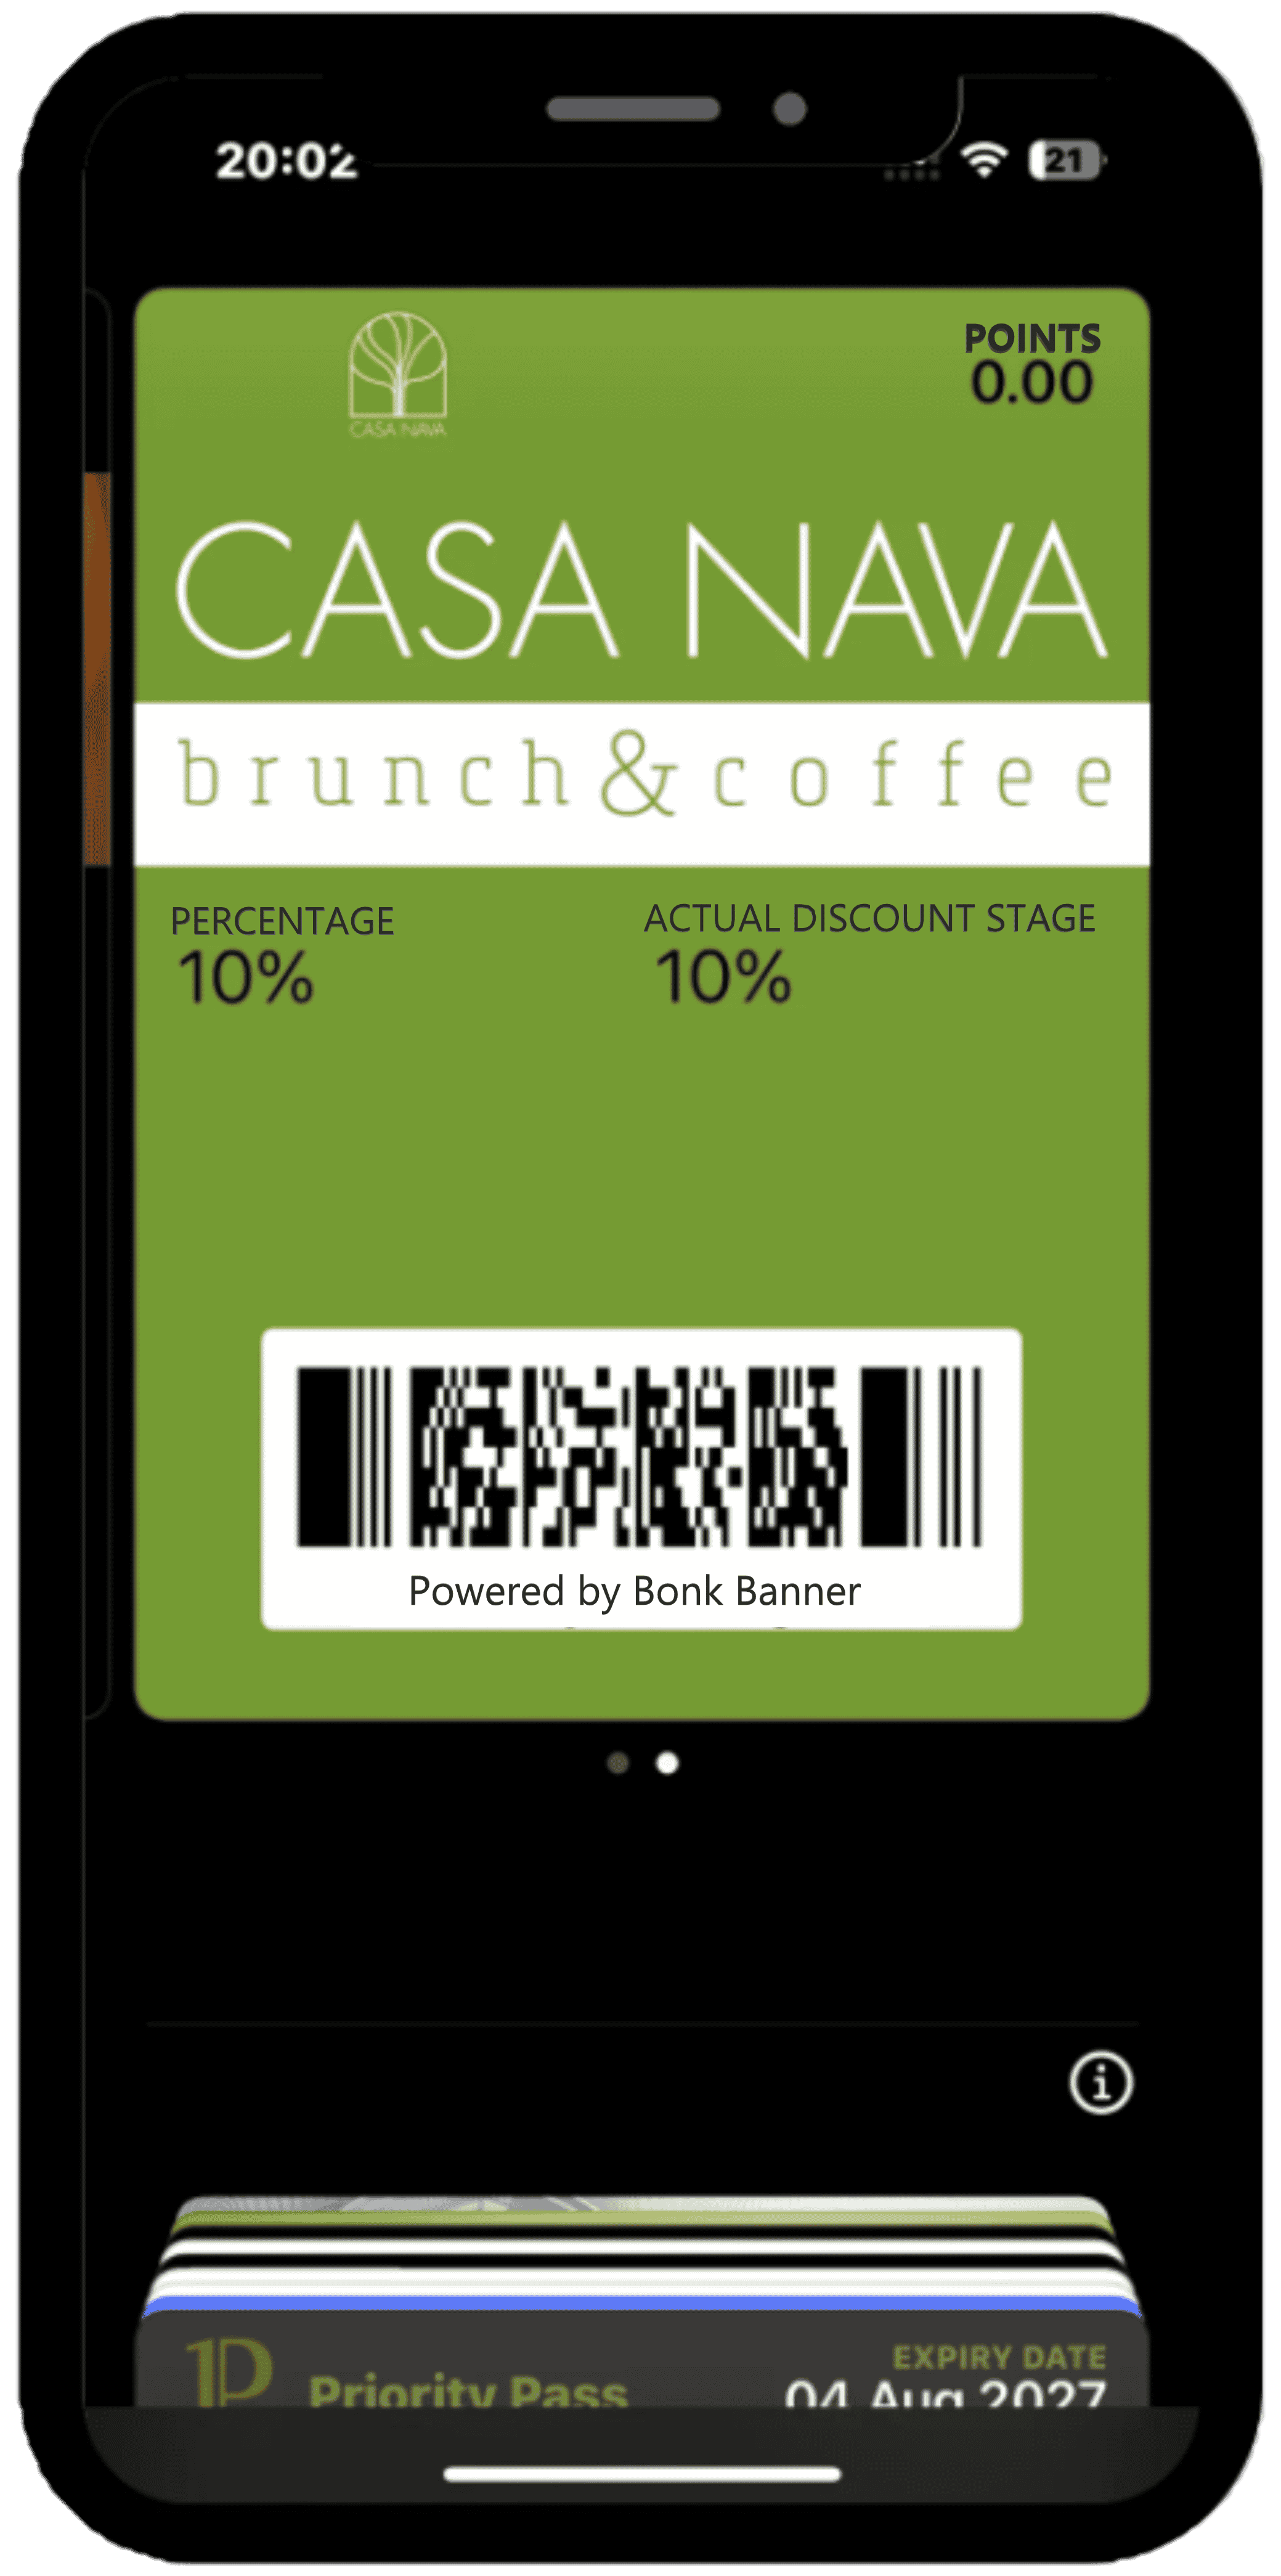 20:02
21
POINTS
0.00
CASA NAVA
CASA NAVA
brunch&coffee
PERCENTAGE
10%
ACTUAL DISCOUNT STAGE
10%
Powered by Bonk Banner
1P
Priority Pass
EXPIRY DATE
04 Aug 2027